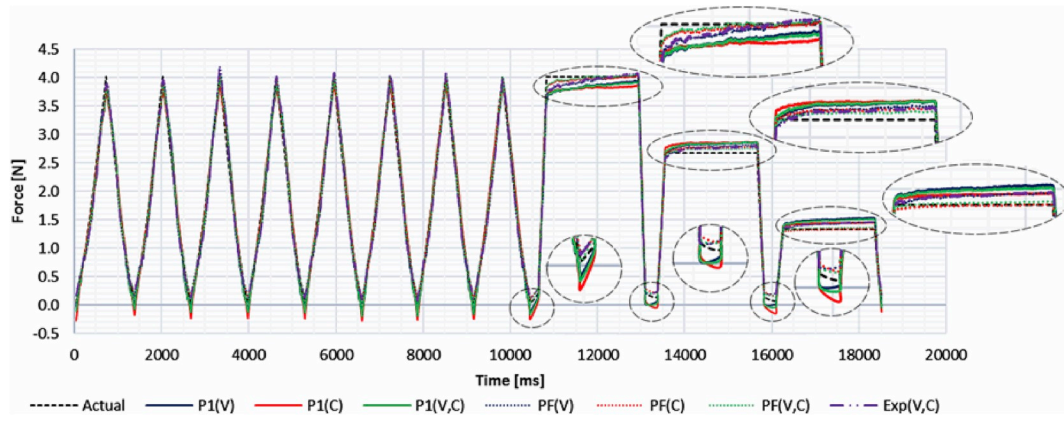 4.5
4.0
3.5
3.0
2.5
2.0
1.5
1.0
0.5
0.0
-0.5
Force [N]
0 2000 4000 6000 8000 10000 12000 14000 16000 18000 20000
Time [ms]
Actual P1(V) P1(C) P1(V,C) PF(V) PF(C) PF(V,C) Exp(V,C)